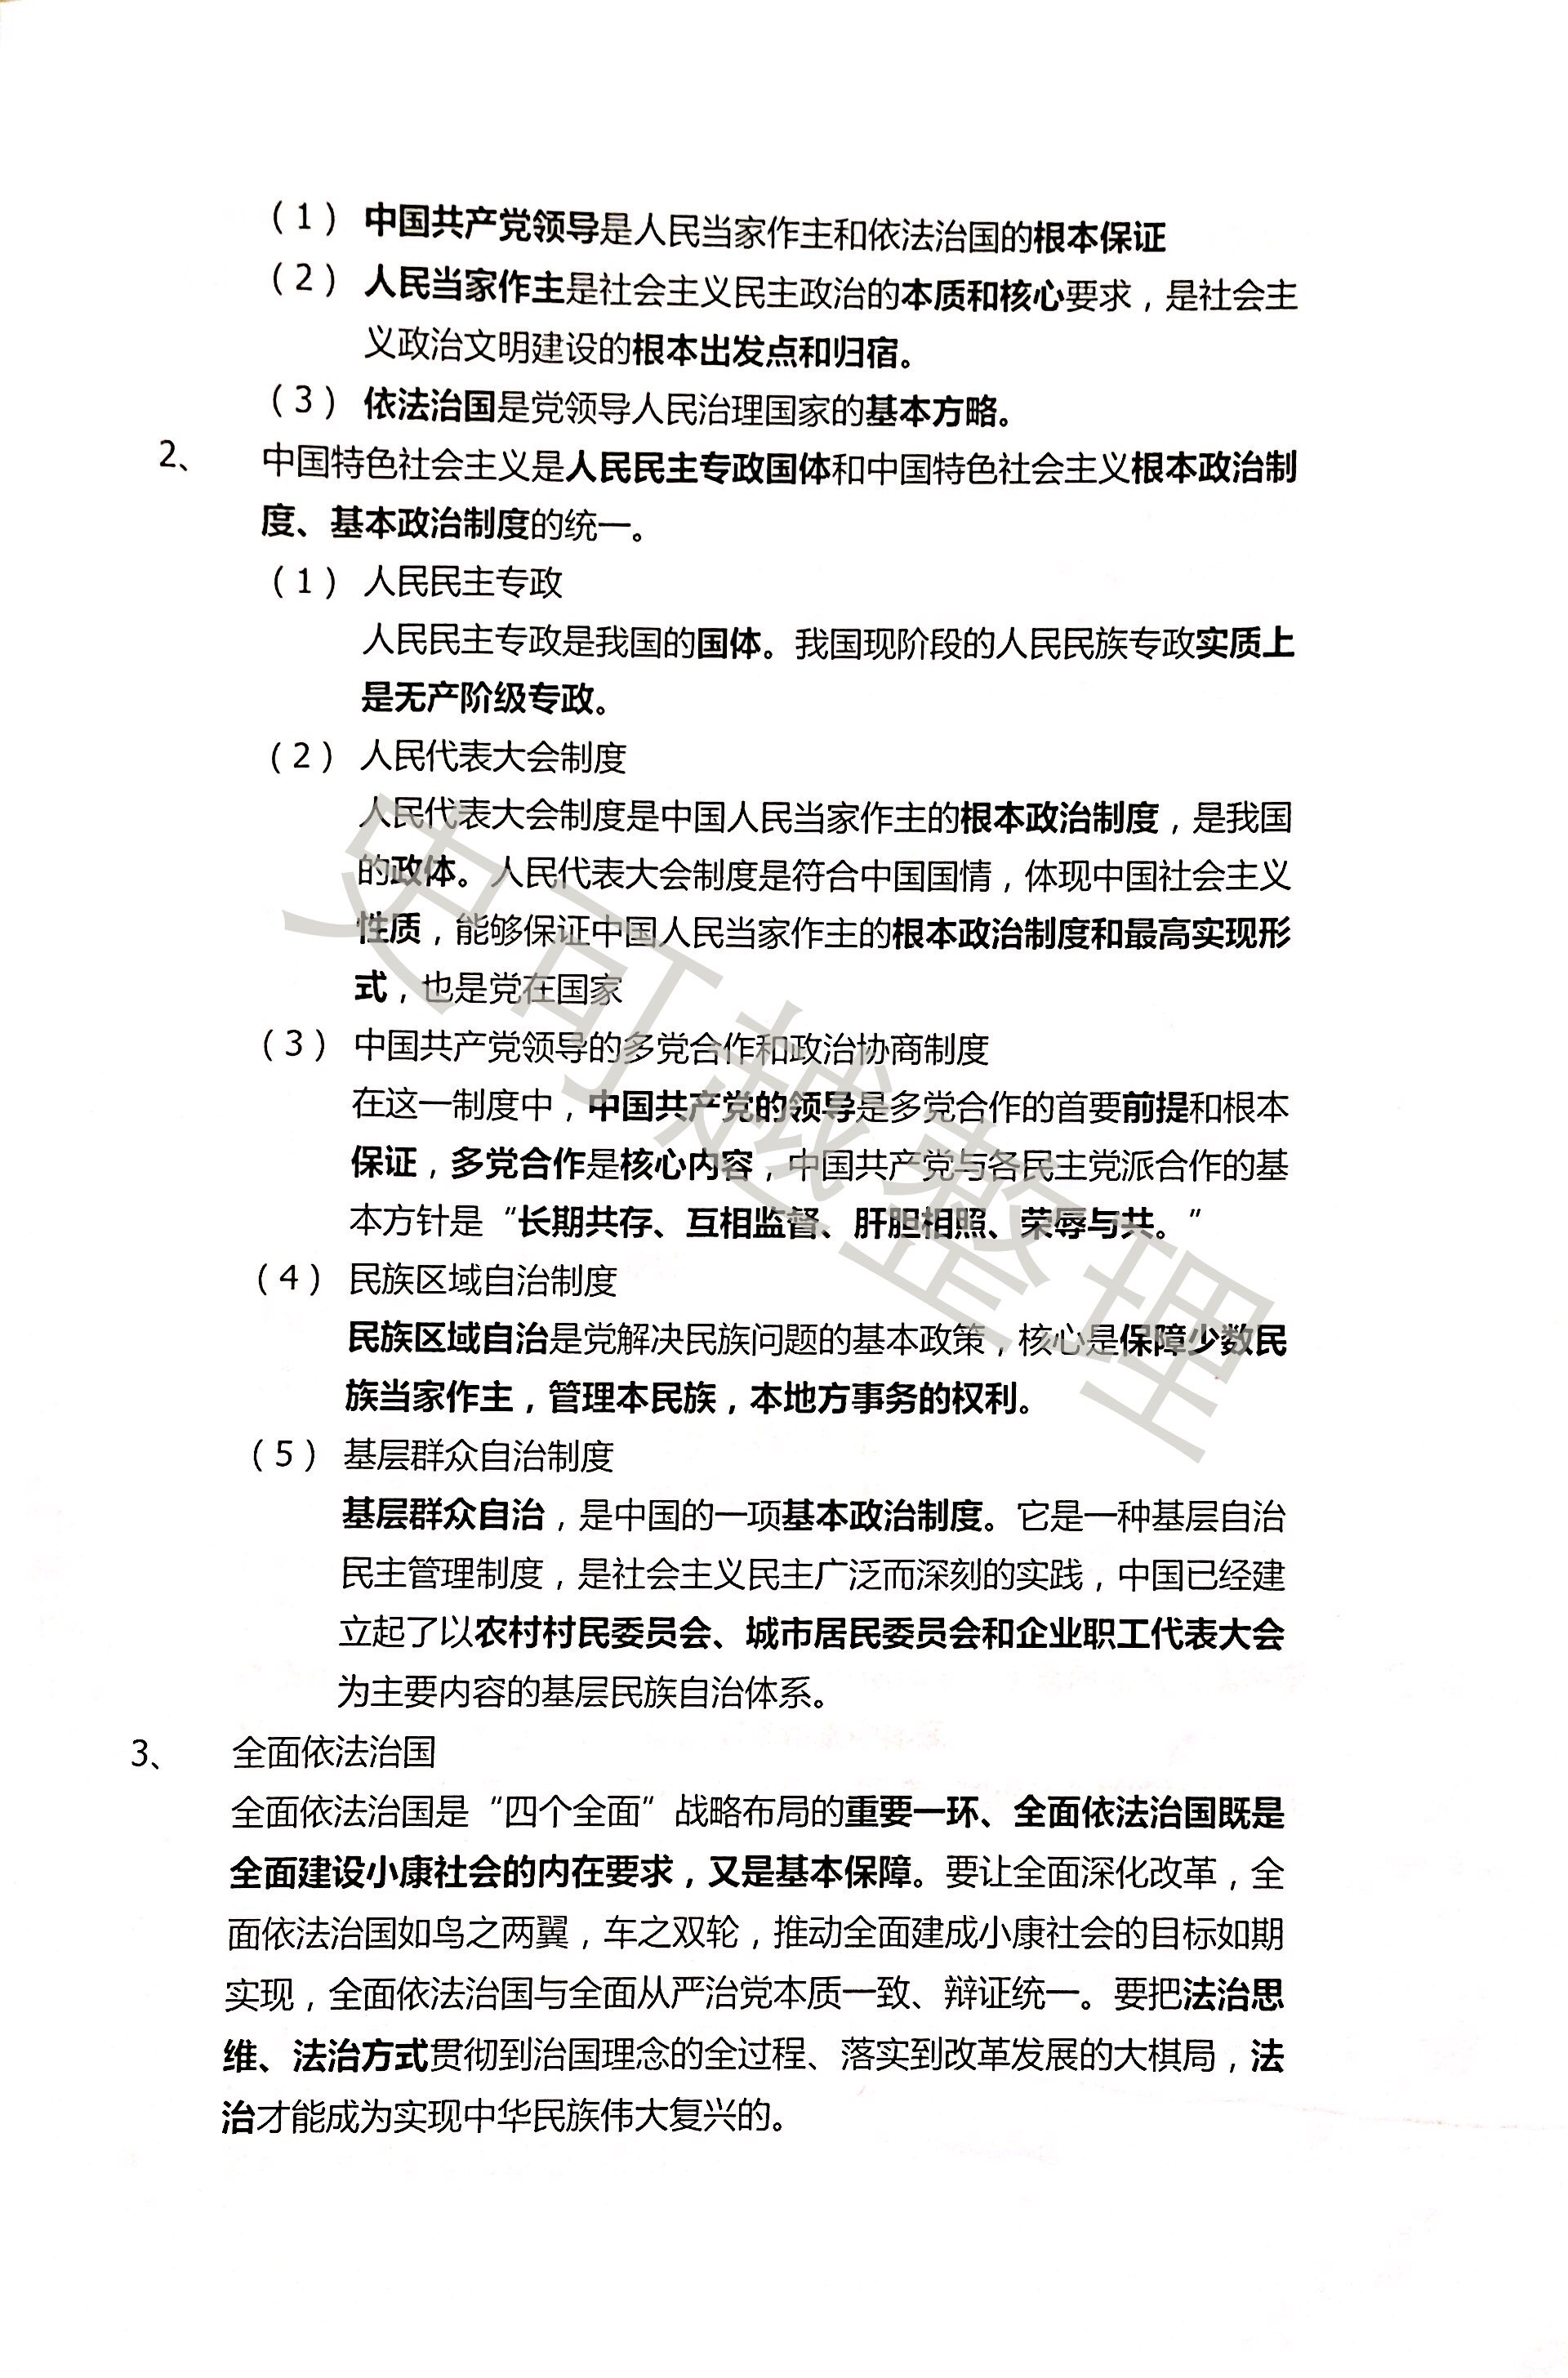 （1） 中国共产党领导是人民当家作主和依法治国的根本保证
（2） 人民当家作主是社会主义民主政治的本质和核心要求，是社会主
义政治文明建设的根本出发点和归宿。
（3） 依法治国是党领导人民治理国家的基本方略。
2、 中国特色社会主义是人民民主专政国体和中国特色社会主义根本政治制
度、基本政治制度的统一。
（1） 人民民主专政
人民民主专政是我国的国体。我国现阶段的人民民族专政实质上
是无产阶级专政。
（2） 人民代表大会制度
人民代表大会制度是中国人民当家作主的根本政治制度，是我国
的政体。人民代表大会制度是符合中国国情，体现中国社会主义
性质，能够保证中国人民当家作主的根本政治制度和最高实现形
式，也是党在国家
（3） 中国共产党领导的多党合作和政治协商制度
在这一制度中，中国共产党的领导是多党合作的首要前提和根本
保证，多党合作是核心内容，中国共产党与各民主党派合作的基
本方针是“长期共存、互相监督、肝胆相照、荣辱与共。”
（4） 民族区域自治制度
民族区域自治是党解决民族问题的基本政策，核心是保障少数民
族当家作主，管理本民族，本地方事务的权利。
（5） 基层群众自治制度
基层群众自治，是中国的一项基本政治制度。它是一种基层自治
民主管理制度，是社会主义民主广泛而深刻的实践，中国已经建
立起了以农村村民委员会、城市居民委员会和企业职工代表大会
为主要内容的基层民族自治体系。
3、 全面依法治国
全面依法治国是“四个全面”战略布局的重要一环、全面依法治国既是
全面建设小康社会的内在要求，又是基本保障。要让全面深化改革，全
面依法治国如鸟之两翼，车之双轮，推动全面建成小康社会的目标如期
实现，全面依法治国与全面从严治党本质一致、辩证统一。要把法治思
维、法治方式贯彻到治国理念的全过程、落实到改革发展的大棋局，法
治才能成为实现中华民族伟大复兴的。
史可越整理